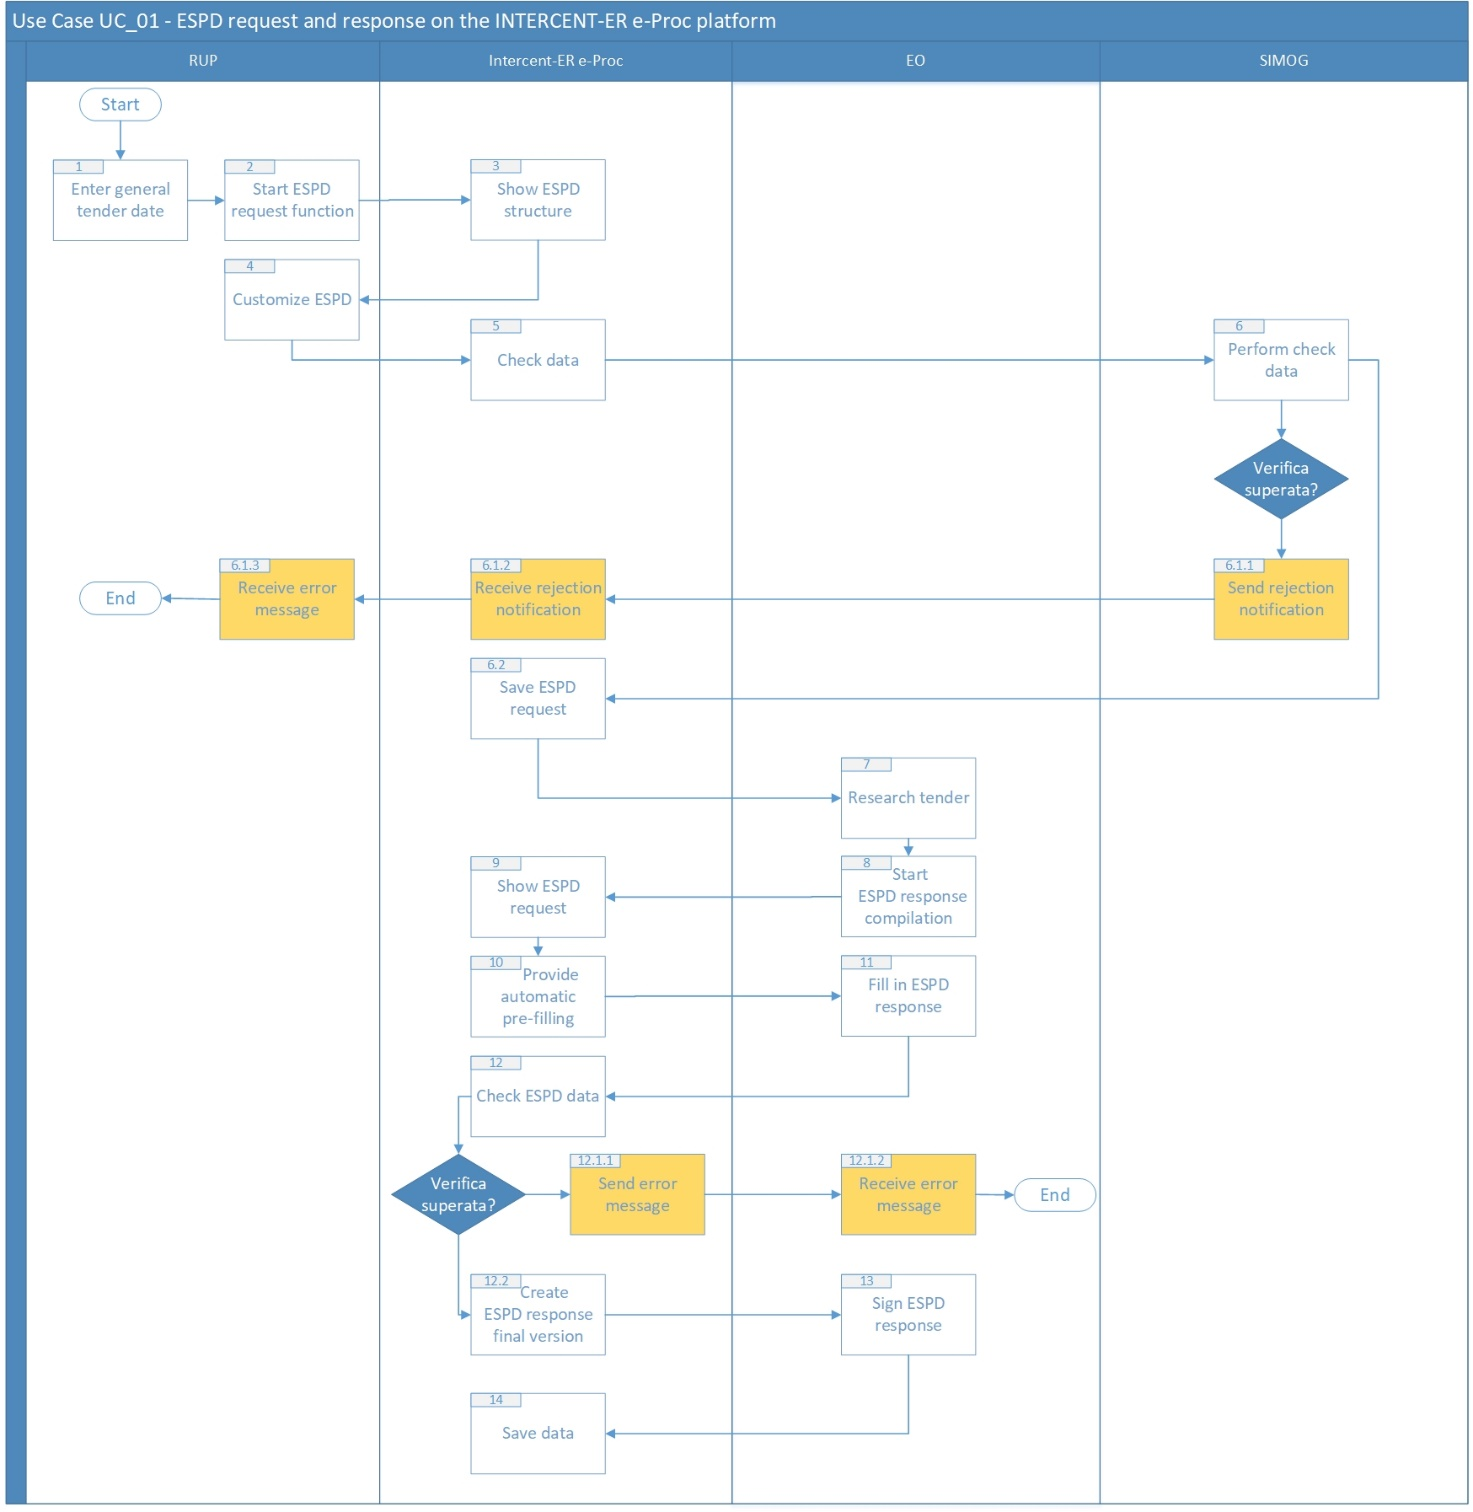 Use Case UC_01 - ESPD request and response on the INTERCENT-ER e-Proc platform
RUP
Intercent-ER e-Proc
EO
SIMOG
Start
1
Enter general
tender date
2
Start ESPD
request function
3
Show ESPD
structure
4
Customize ESPD
5
Check data
6
Perform check
data
Verifica
superata?
6.1.1
Send rejection
notification
6.1.2
Receive rejection
notification
6.1.3
Receive error
message
End
6.2
Save ESPD
request
7
Research tender
8
Start
ESPD response
compilation
9
Show ESPD
request
10
Provide
automatic
pre-filling
11
Fill in ESPD
response
12
Check ESPD data
Verifica
superata?
12.1.1
Send error
message
12.1.2
Receive error
message
End
12.2
Create
ESPD response
final version
13
Sign ESPD
response
14
Save data